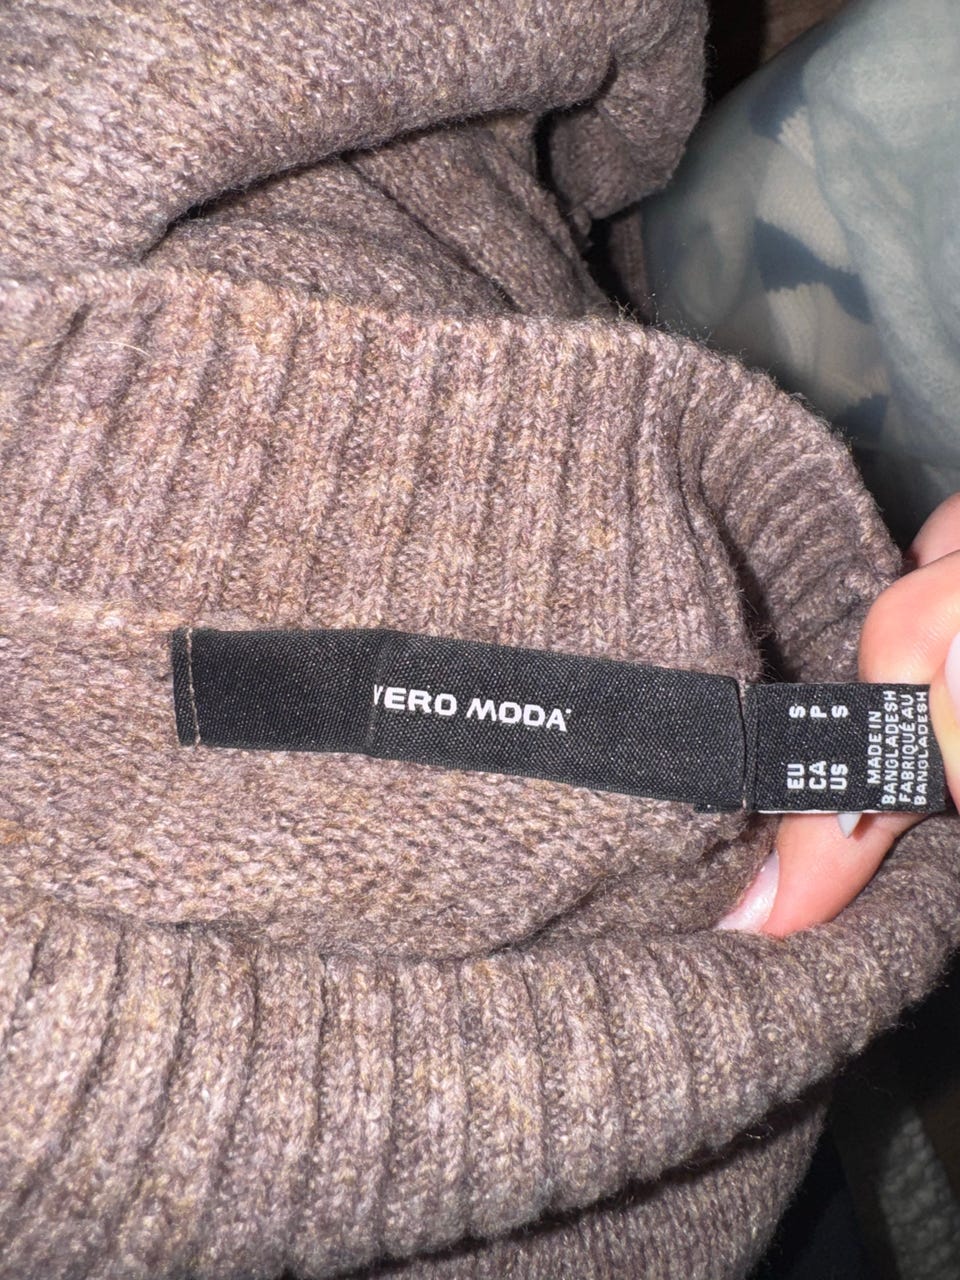 VERO MODA
EU S
CA P
US S
MADE IN
BANGLADESH
FABRIQUÉ AU
BANGLADESH